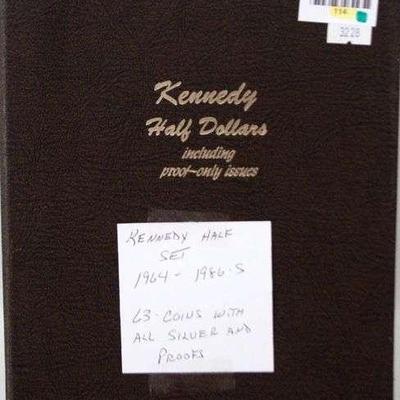 114
3228
Kennedy
Half Dollars
including
proof-only issues
KENNEDY HALF
SET
1964 - 1986-S
63-COINS WITH
ALL SILVER AND
PROOFS